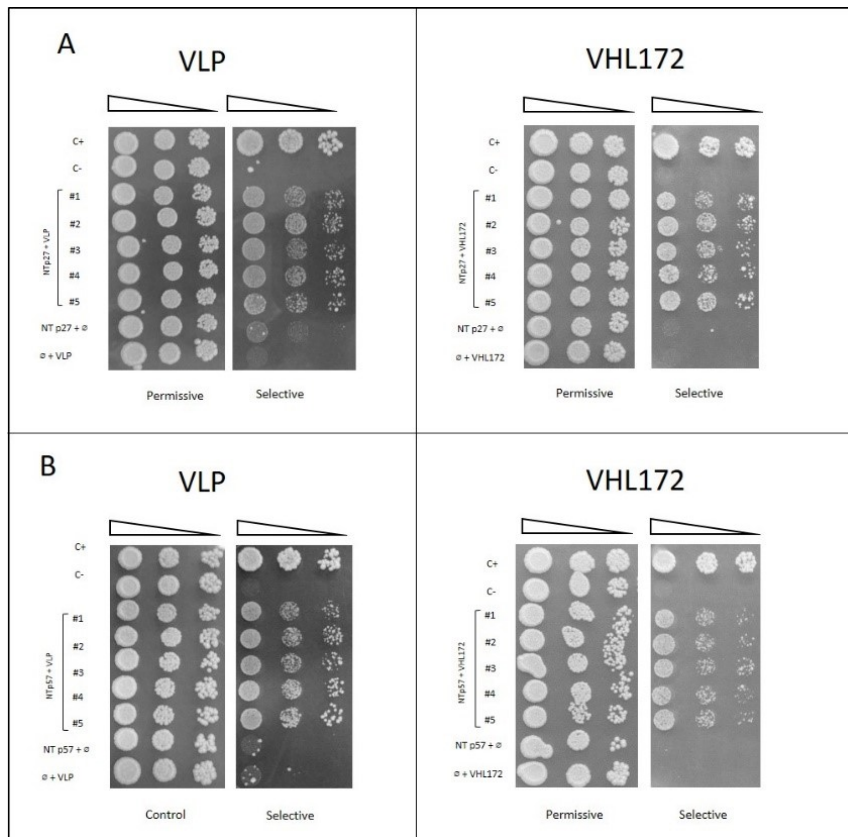 A
VLP
VHL172
C+
C-
#1
#2
#3
#4
#5
NTp27 + VLP
NT p27 + ø
ø + VLP
Permissive
Selective
C+
C-
#1
#2
#3
#4
#5
NTp27 + VHL172
NT p27 + ø
ø + VHL172
Permissive
Selective
B
VLP
VHL172
C+
C-
#1
#2
#3
#4
#5
NTp57 + VLP
NT p57 + ø
ø + VLP
Control
Selective
C+
C-
#1
#2
#3
#4
#5
NTp57 + VHL172
NT p57 + ø
ø + VHL172
Permissive
Selective